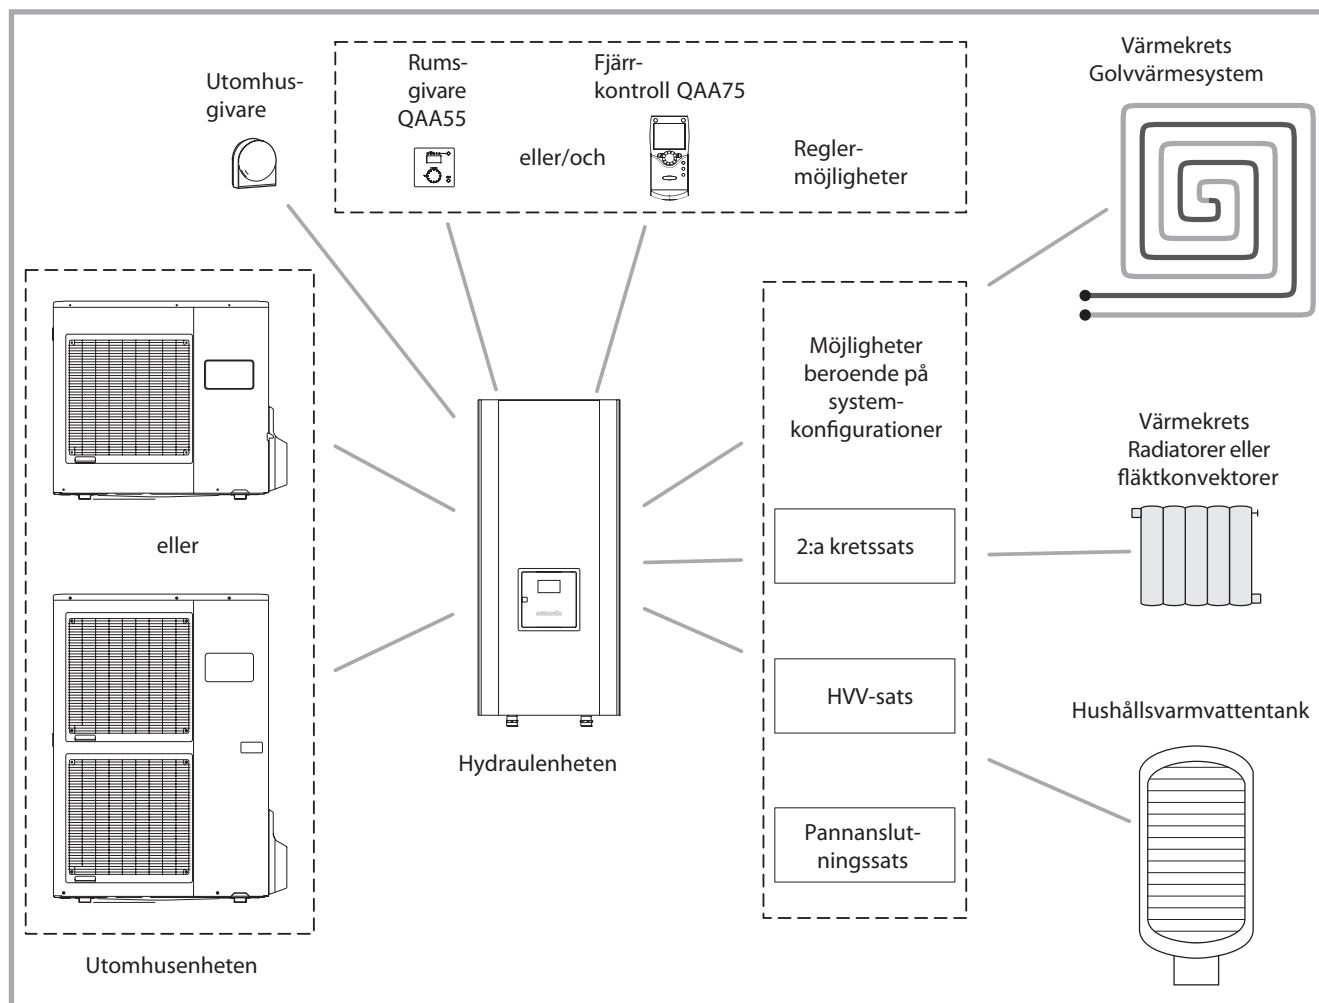 Utomhus-
givare
Rums-
givare
QAA55
eller/och
Fjärr-
kontroll QAA75
Regler-
möjligheter
Värmekrets
Golvvärmesystem
eller
Utomhusenheten
atlantic
Hydraulenheten
Möjligheter
beroende på
system-
konfigurationer
2:a kretssats
HVV-sats
Pannanslut-
ningssats
Värmekrets
Radiatorer eller
fläktkonvektorer
Hushållsvarmvattentank